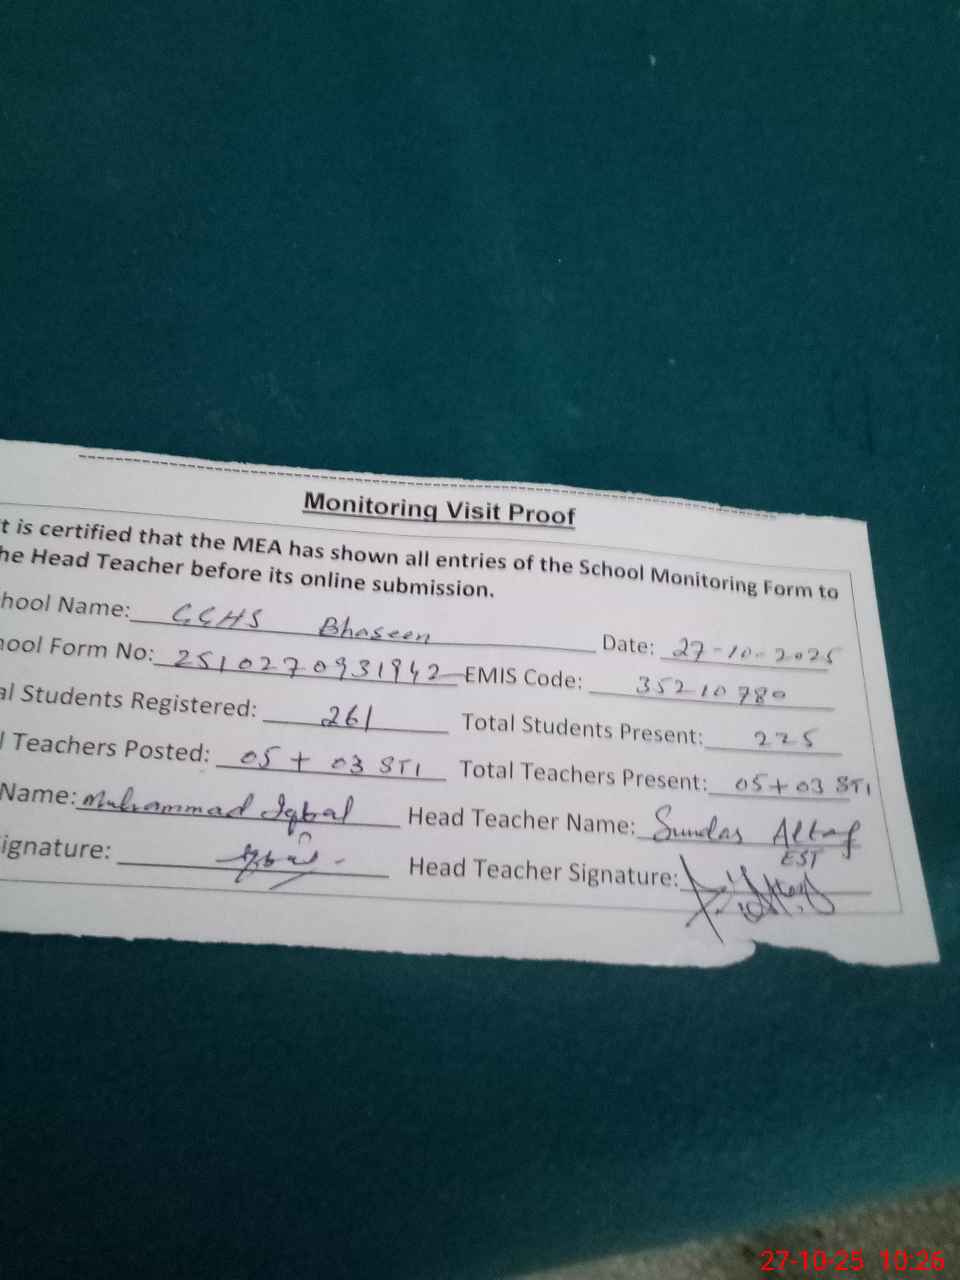 Monitoring Visit Proof
t is certified that the MEA has shown all entries of the School Monitoring Form to
he Head Teacher before its online submission.
hool Name: GGHS Bhaseen Date: 27-10-2025
ool Form No: 2510270931942 EMIS Code: 35210780
al Students Registered: 261 Total Students Present: 225
l Teachers Posted: 05 + 03 STI Total Teachers Present: 05 + 03 STI
Name: Muhammad Iqbal Head Teacher Name: Sundas Altaf
EST
ignature: Iqbal Head Teacher Signature:
27-10-25 10:26